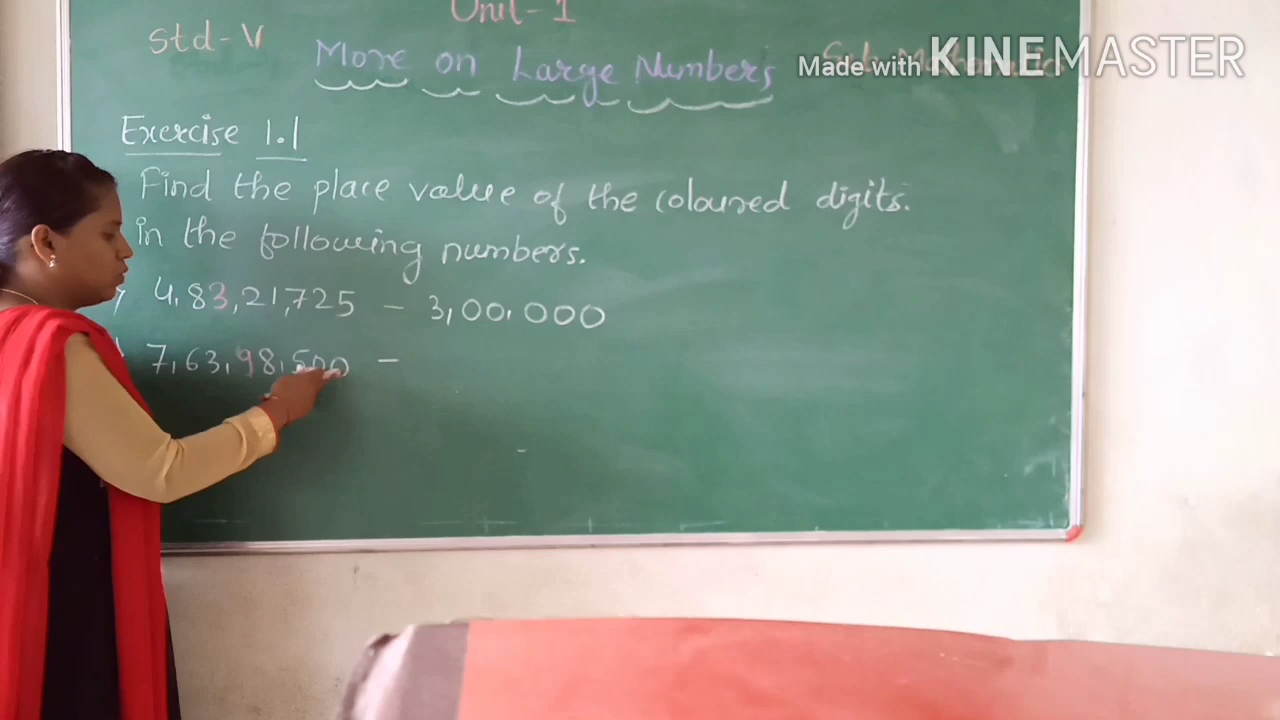 Unit - 1
Std - V
More on Large Numbers
Made with KINEMASTER
Exercise 1.1
Find the place value of the coloured digits.
in the following numbers.
4,83,21,725 - 3,00,000
7,63,98,500 -